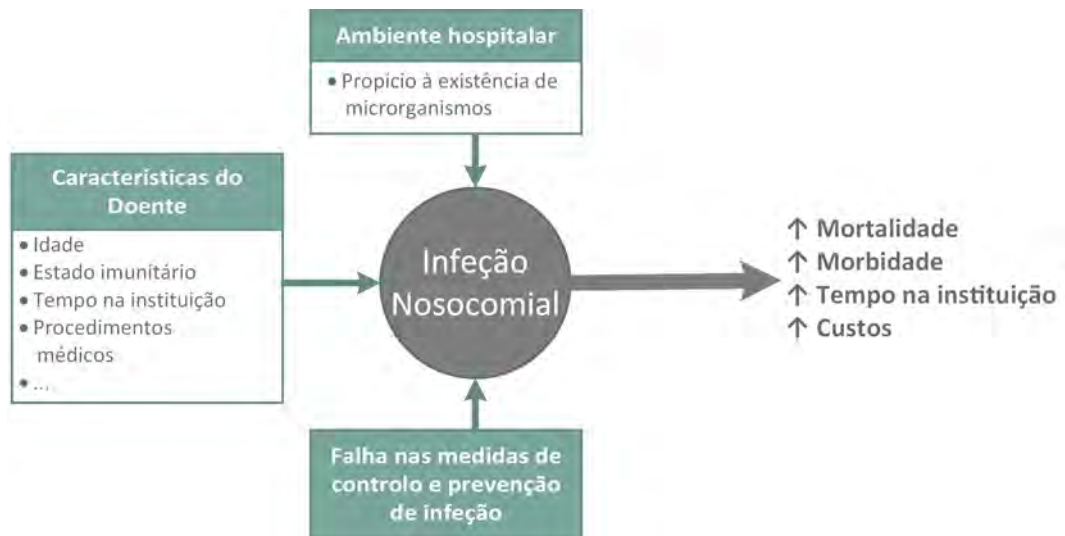 Ambiente hospitalar
• Propicio à existência de
microrganismos
Características do
Doente
• Idade
• Estado imunitário
• Tempo na instituição
• Procedimentos
médicos
• ...
Infeção
Nosocomial
↑ Mortalidade
↑ Morbidade
↑ Tempo na instituição
↑ Custos
Falha nas medidas de
controlo e prevenção
de infeção